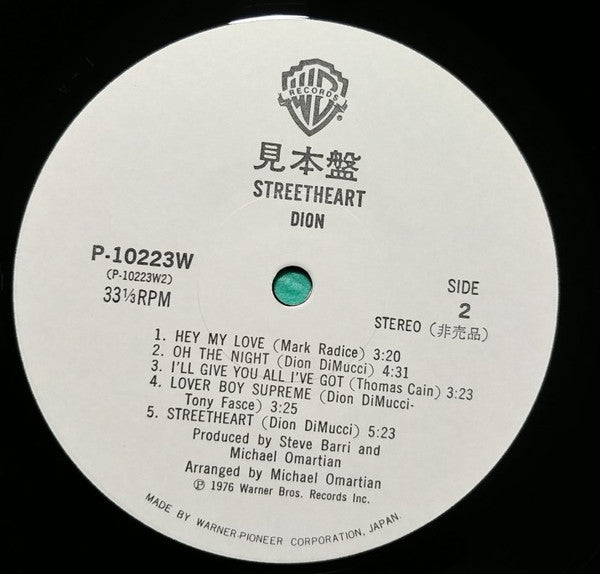 WB
RECORDS
®
見本盤
STREETHEART
DION
P-10223W
(P-10223W2)
33⅓RPM
SIDE
2
STEREO (非売品)
1. HEY MY LOVE (Mark Radice) 3:20
2. OH THE NIGHT (Dion DiMucci) 4:31
3. I'LL GIVE YOU ALL I'VE GOT (Thomas Cain) 3:23
4. LOVER BOY SUPREME (Dion DiMucci-
Tony Fasce) 3:25
5. STREETHEART (Dion DiMucci) 5:23
Produced by Steve Barri and
Michael Omartian
Arranged by Michael Omartian
℗ 1976 Warner Bros. Records Inc.
MADE BY WARNER-PIONEER CORPORATION, JAPAN.